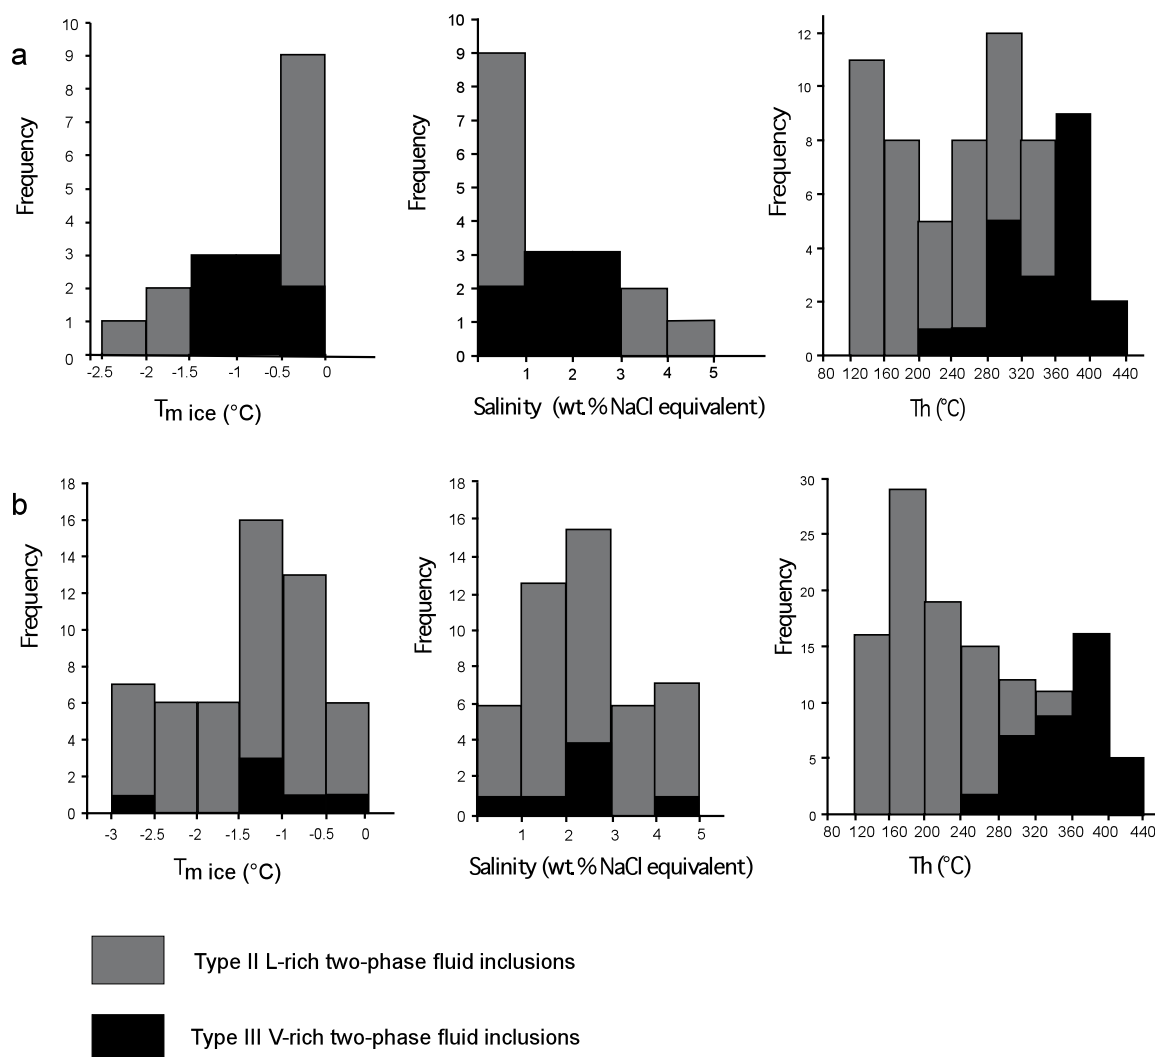 a
Frequency
10
9
8
7
6
5
4
3
2
1
0
-2.5 -2 -1.5 -1 -0.5 0
Tm ice (°C)
Frequency
10
9
8
7
6
5
4
3
2
1
0
1 2 3 4 5
Salinity (wt.% NaCl equivalent)
Frequency
12
10
8
6
4
2
0
80 120 160 200 240 280 320 360 400 440
Th (°C)
b
Frequency
18
16
14
12
10
8
6
4
2
0
-3 -2.5 -2 -1.5 -1 -0.5 0
Tm ice (°C)
Frequency
18
16
14
12
10
8
6
4
2
0
1 2 3 4 5
Salinity (wt.% NaCl equivalent)
Frequency
30
25
20
15
10
5
0
80 120 160 200 240 280 320 360 400 440
Th (°C)
Type II L-rich two-phase fluid inclusions
Type III V-rich two-phase fluid inclusions